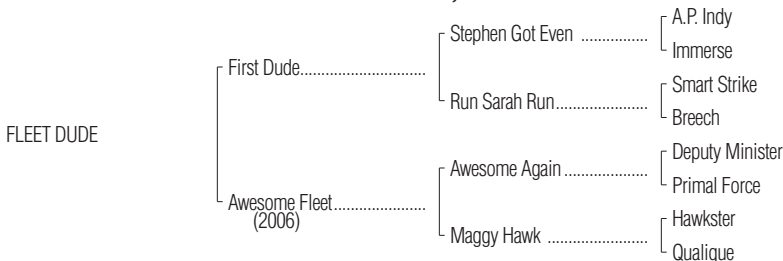 A.P. Indy
Stephen Got Even ................
Immerse
First Dude..............................
Smart Strike
Run Sarah Run......................
Breech
FLEET DUDE
Deputy Minister
Awesome Again ....................
Primal Force
Awesome Fleet......................
(2006)
Hawkster
Maggy Hawk ........................
Qualique